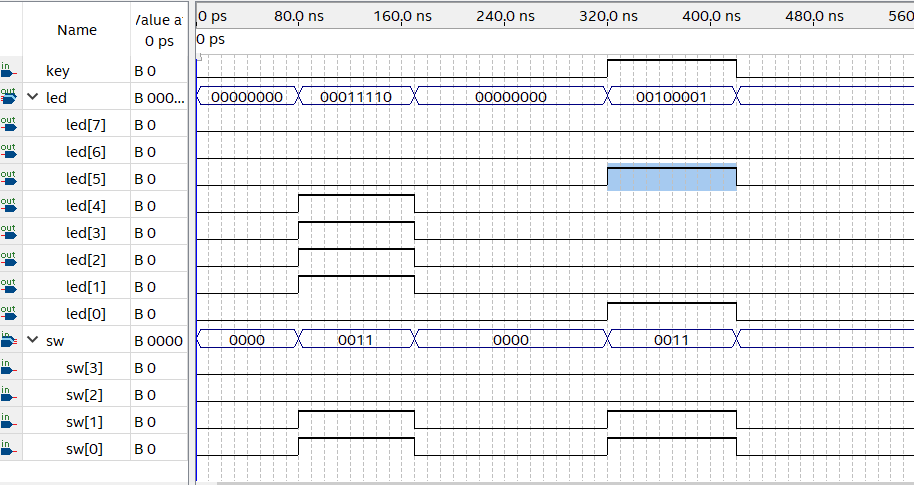 Name /alue a 0 ps 0 ps 80.0 ns 160.0 ns 240.0 ns 320.0 ns 400.0 ns 480.0 ns 560
0 ps
in key B 0
out led B 000... 00000000 00011110 00000000 00100001
out led[7] B 0
out led[6] B 0
out led[5] B 0
out led[4] B 0
out led[3] B 0
out led[2] B 0
out led[1] B 0
out led[0] B 0
in sw B 0000 0000 0011 0000 0011
in sw[3] B 0
in sw[2] B 0
in sw[1] B 0
in sw[0] B 0